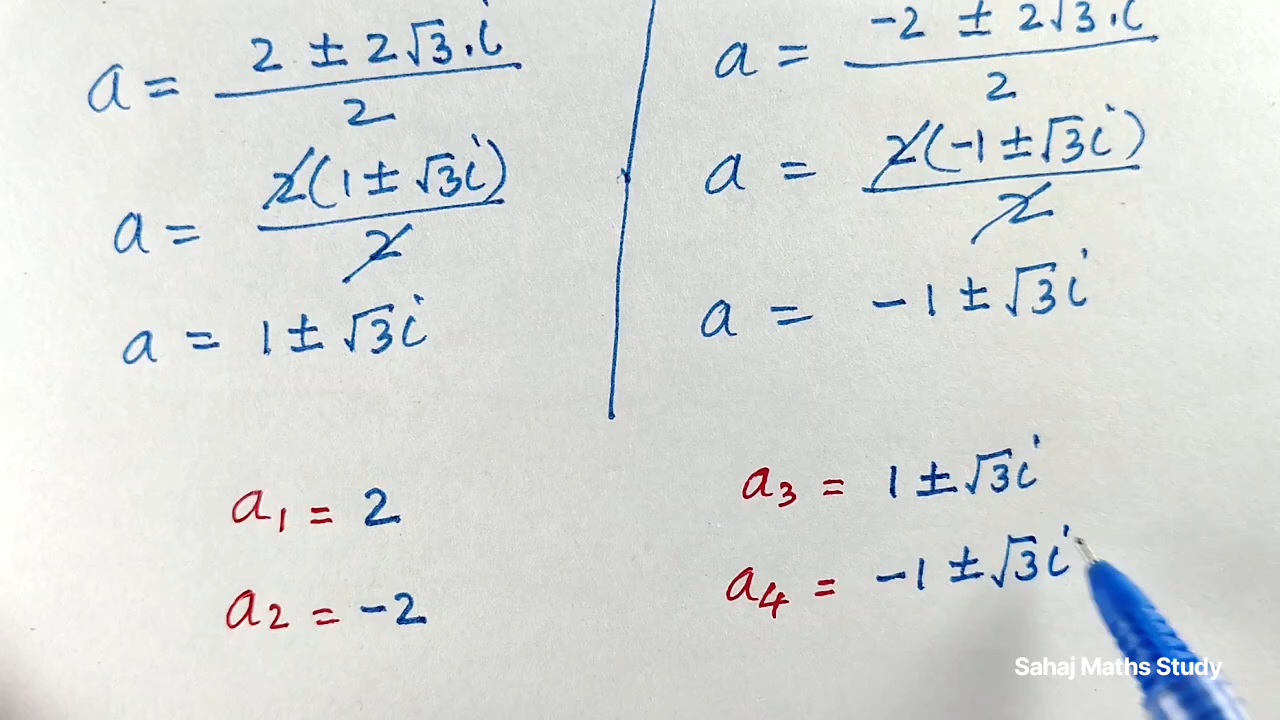 a = 2 ± 2√3.i / 2
a = 2(1 ± √3i) / 2
a = 1 ± √3i
a = -2 ± 2√3.i / 2
a = 2(-1 ± √3i) / 2
a = -1 ± √3i
a₁ = 2
a₂ = -2
a₃ = 1 ± √3i
a₄ = -1 ± √3i
Sahaj Maths Study